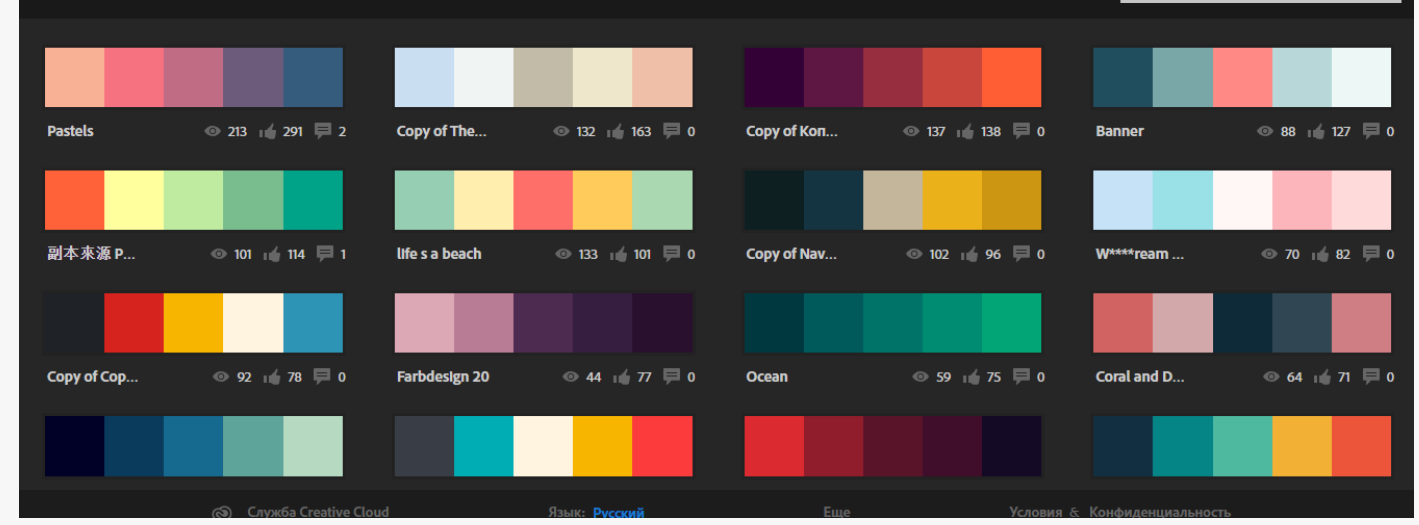 Pastels 213 291 2 Copy of The... 132 163 0 Copy of Kon... 137 138 0 Banner 88 127 0
副本來源 P... 101 114 1 life s a beach 133 101 0 Copy of Nav... 102 96 0 W****ream ... 70 82 0
Copy of Cop... 92 78 0 Farbdesign 20 44 77 0 Ocean 59 75 0 Coral and D... 64 71 0
Служба Creative Cloud Язык: Русский Еще Условия & Конфиденциальность